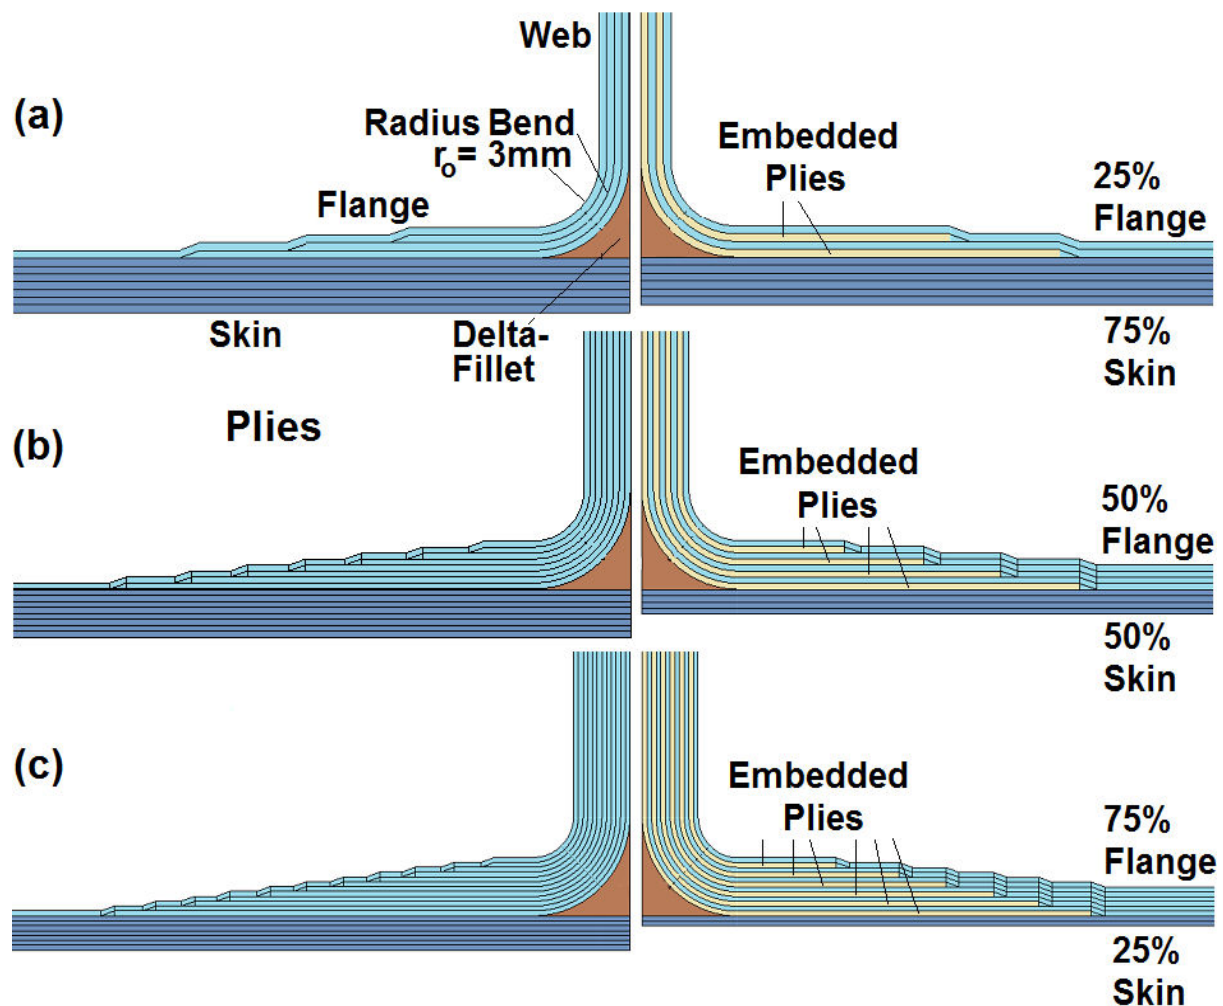 Web
(a)
Radius Bend
rₒ= 3mm
Embedded
Plies
25%
Flange
Flange
Skin
Delta-
Fillet
75%
Skin
Plies
(b)
Embedded
Plies
50%
Flange
50%
Skin
(c)
Embedded
Plies
75%
Flange
25%
Skin